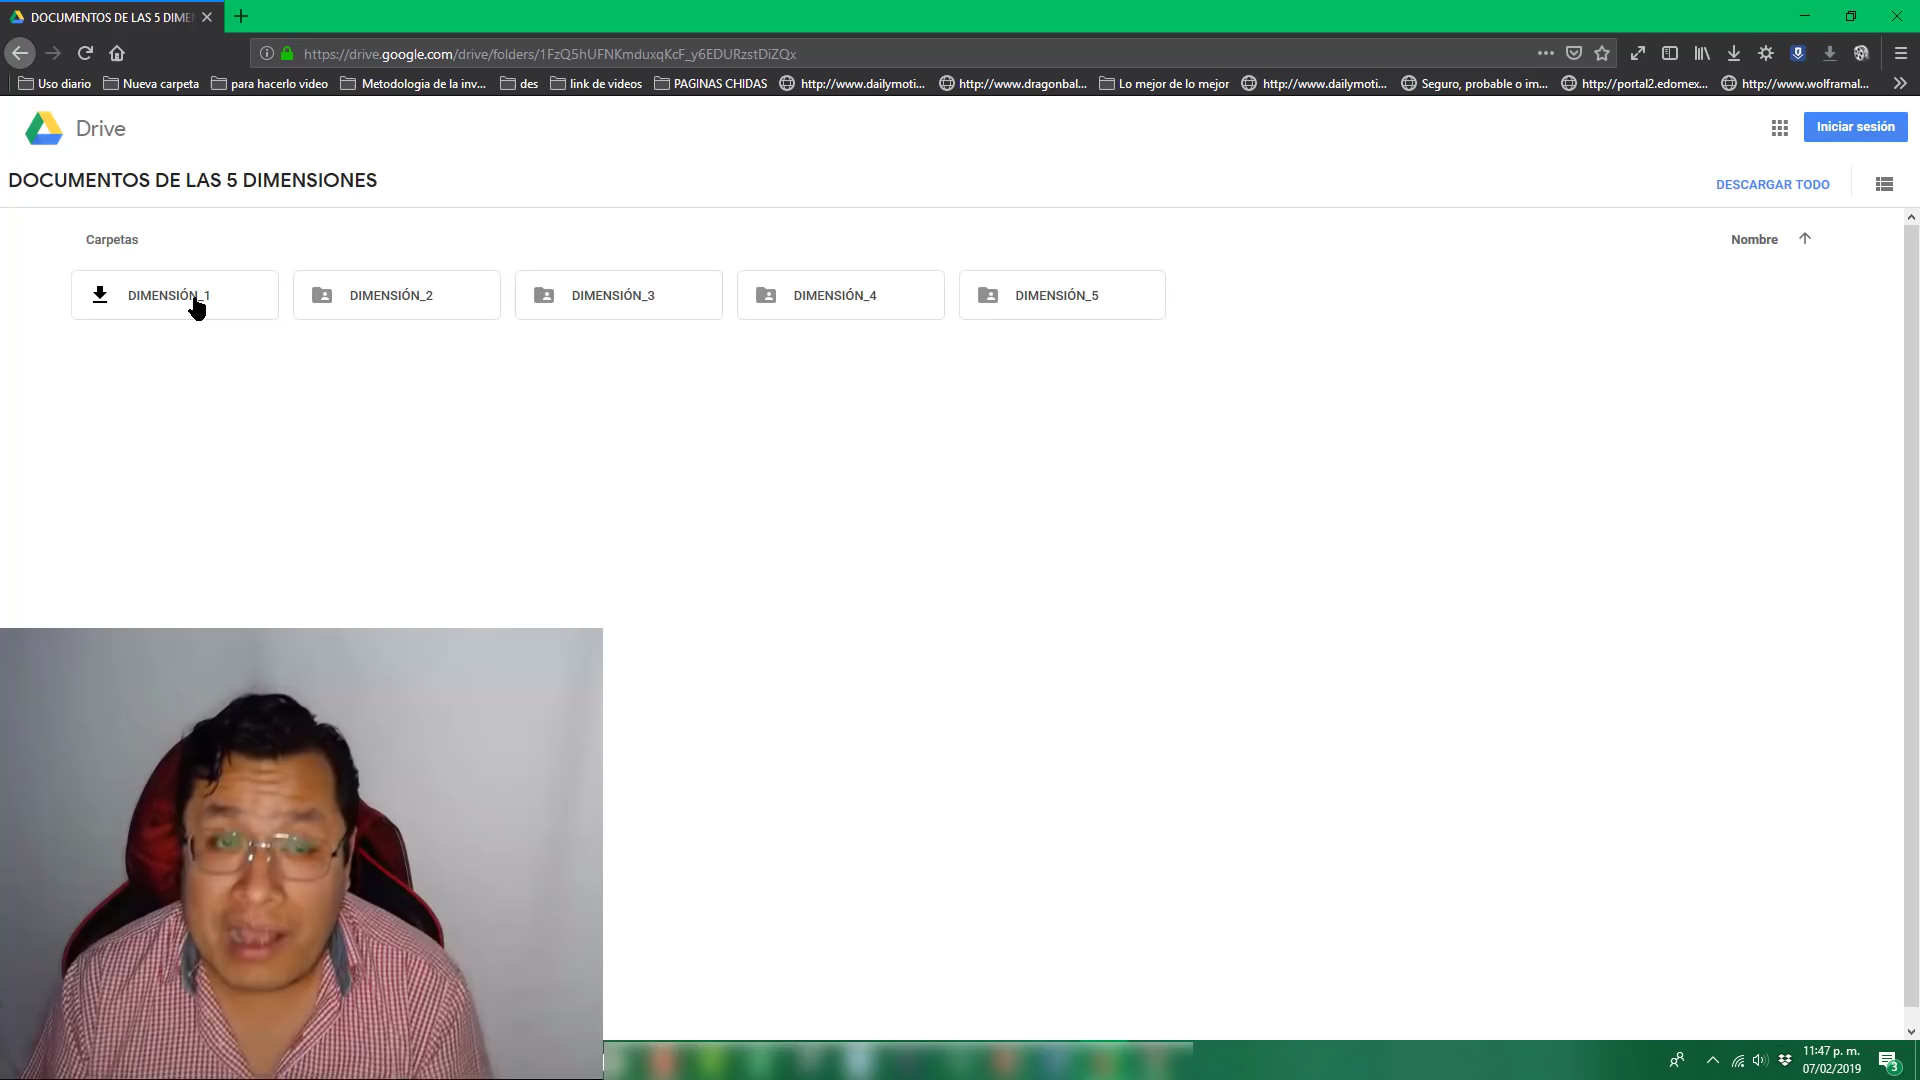 DOCUMENTOS DE LAS 5 DIME
https://drive.google.com/drive/folders/1FzQ5hUFNKmduxqKcF_y6EDURzstDiZQx
Uso diario Nueva carpeta para hacerlo video Metodologia de la inv... des link de videos PAGINAS CHIDAS http://www.dailymoti... http://www.dragonbal... Lo mejor de lo mejor http://www.dailymoti... Seguro, probable o im... http://portal2.edomex... http://www.wolframal...
Drive
Iniciar sesión
DOCUMENTOS DE LAS 5 DIMENSIONES
DESCARGAR TODO
Carpetas
Nombre
DIMENSIÓN_1 DIMENSIÓN_2 DIMENSIÓN_3 DIMENSIÓN_4 DIMENSIÓN_5
11:47 p. m.
07/02/2019
3